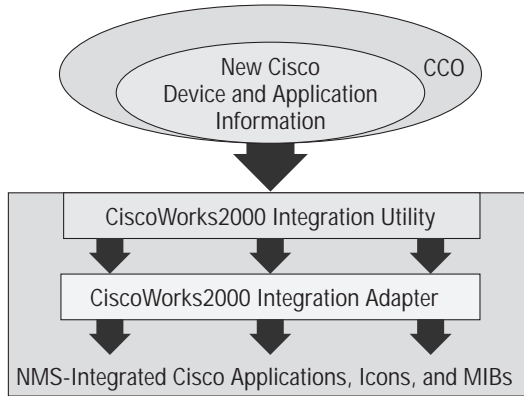 New Cisco
CCO
Device and Application
Information
CiscoWorks2000 Integration Utility
CiscoWorks2000 Integration Adapter
NMS-Integrated Cisco Applications, Icons, and MIBs